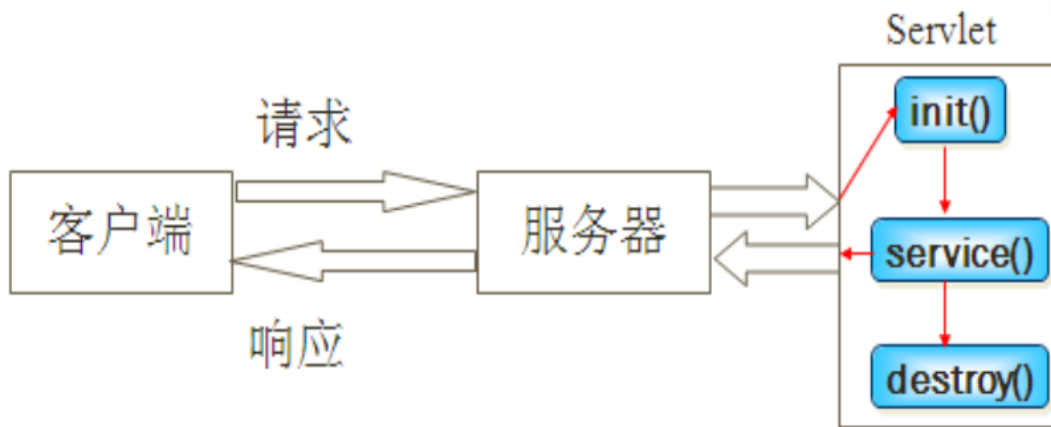 Servlet
init()
请求
客户端
服务器
service()
响应
destroy()